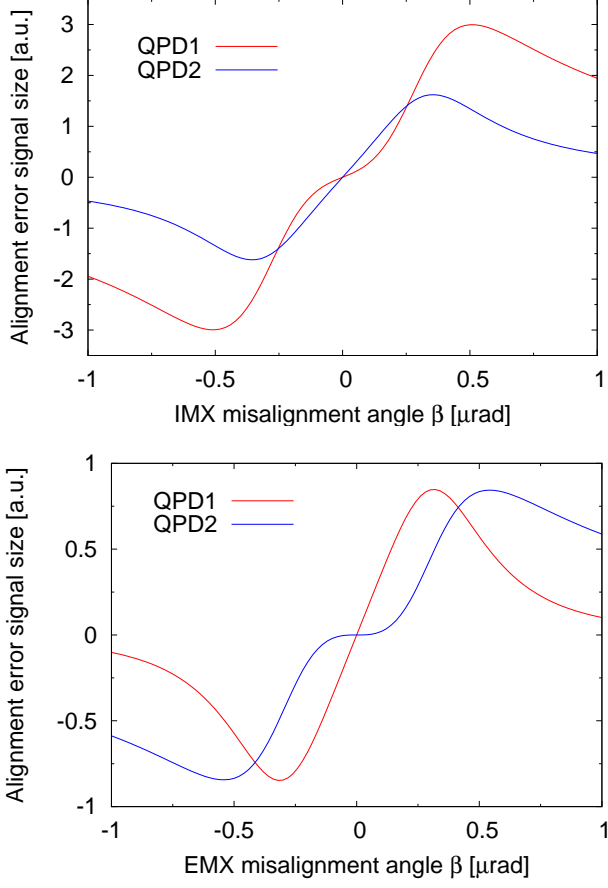 Alignment error signal size [a.u.]
3
2
1
0
-1
-2
-3
QPD1
QPD2
-1 -0.5 0 0.5 1
IMX misalignment angle β [μrad]
Alignment error signal size [a.u.]
1
0.5
0
-0.5
-1
QPD1
QPD2
-1 -0.5 0 0.5 1
EMX misalignment angle β [μrad]